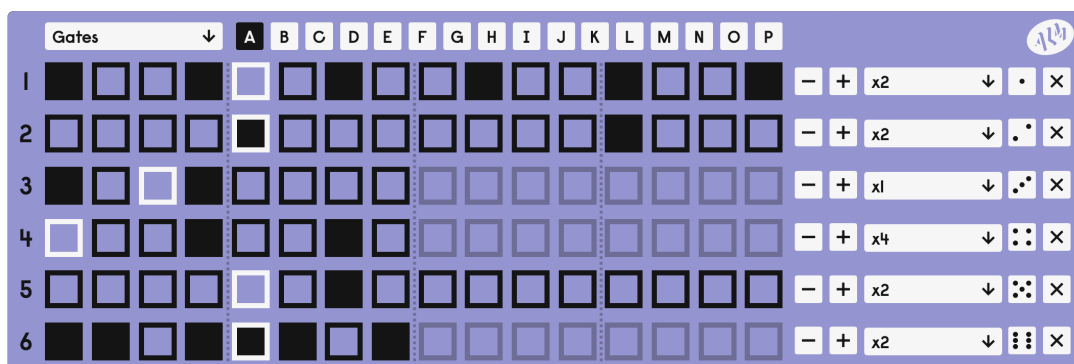 Gates ↓ A B C D E F G H I J K L M N O P
1 − + x2 ↓ ×
2 − + x2 ↓ ×
3 − + x1 ↓ ×
4 − + x4 ↓ ×
5 − + x2 ↓ ×
6 − + x2 ↓ ×